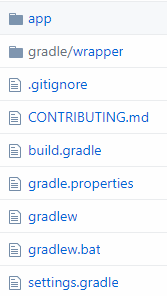 app
gradle/wrapper
.gitignore
CONTRIBUTING.md
build.gradle
gradle.properties
gradlew
gradlew.bat
settings.gradle